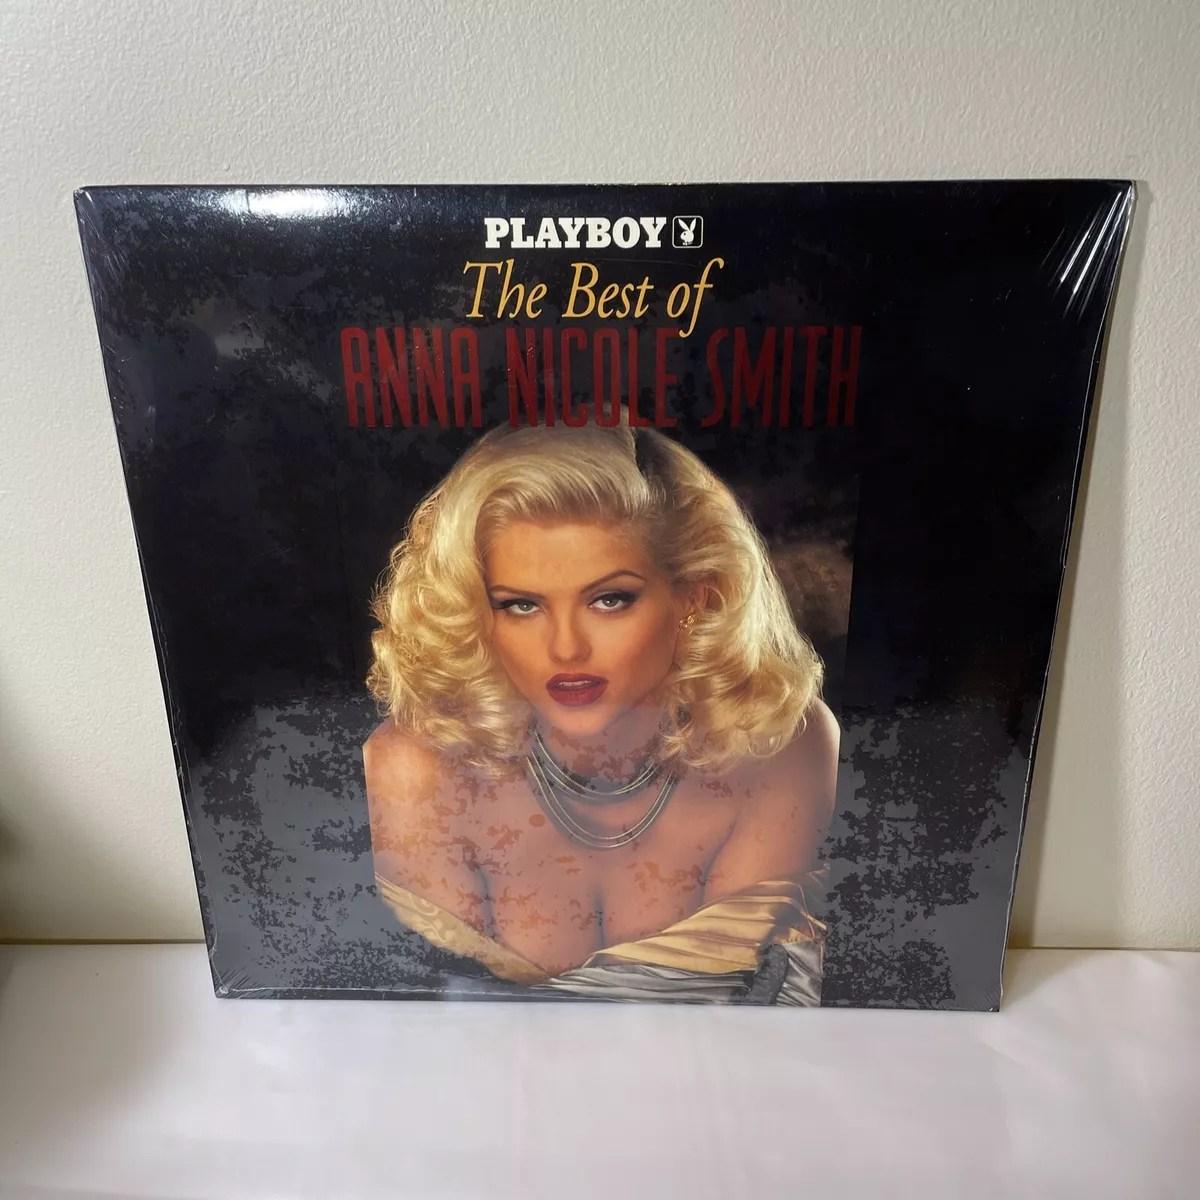 PLAYBOY
The Best of
ANNA NICOLE SMITH